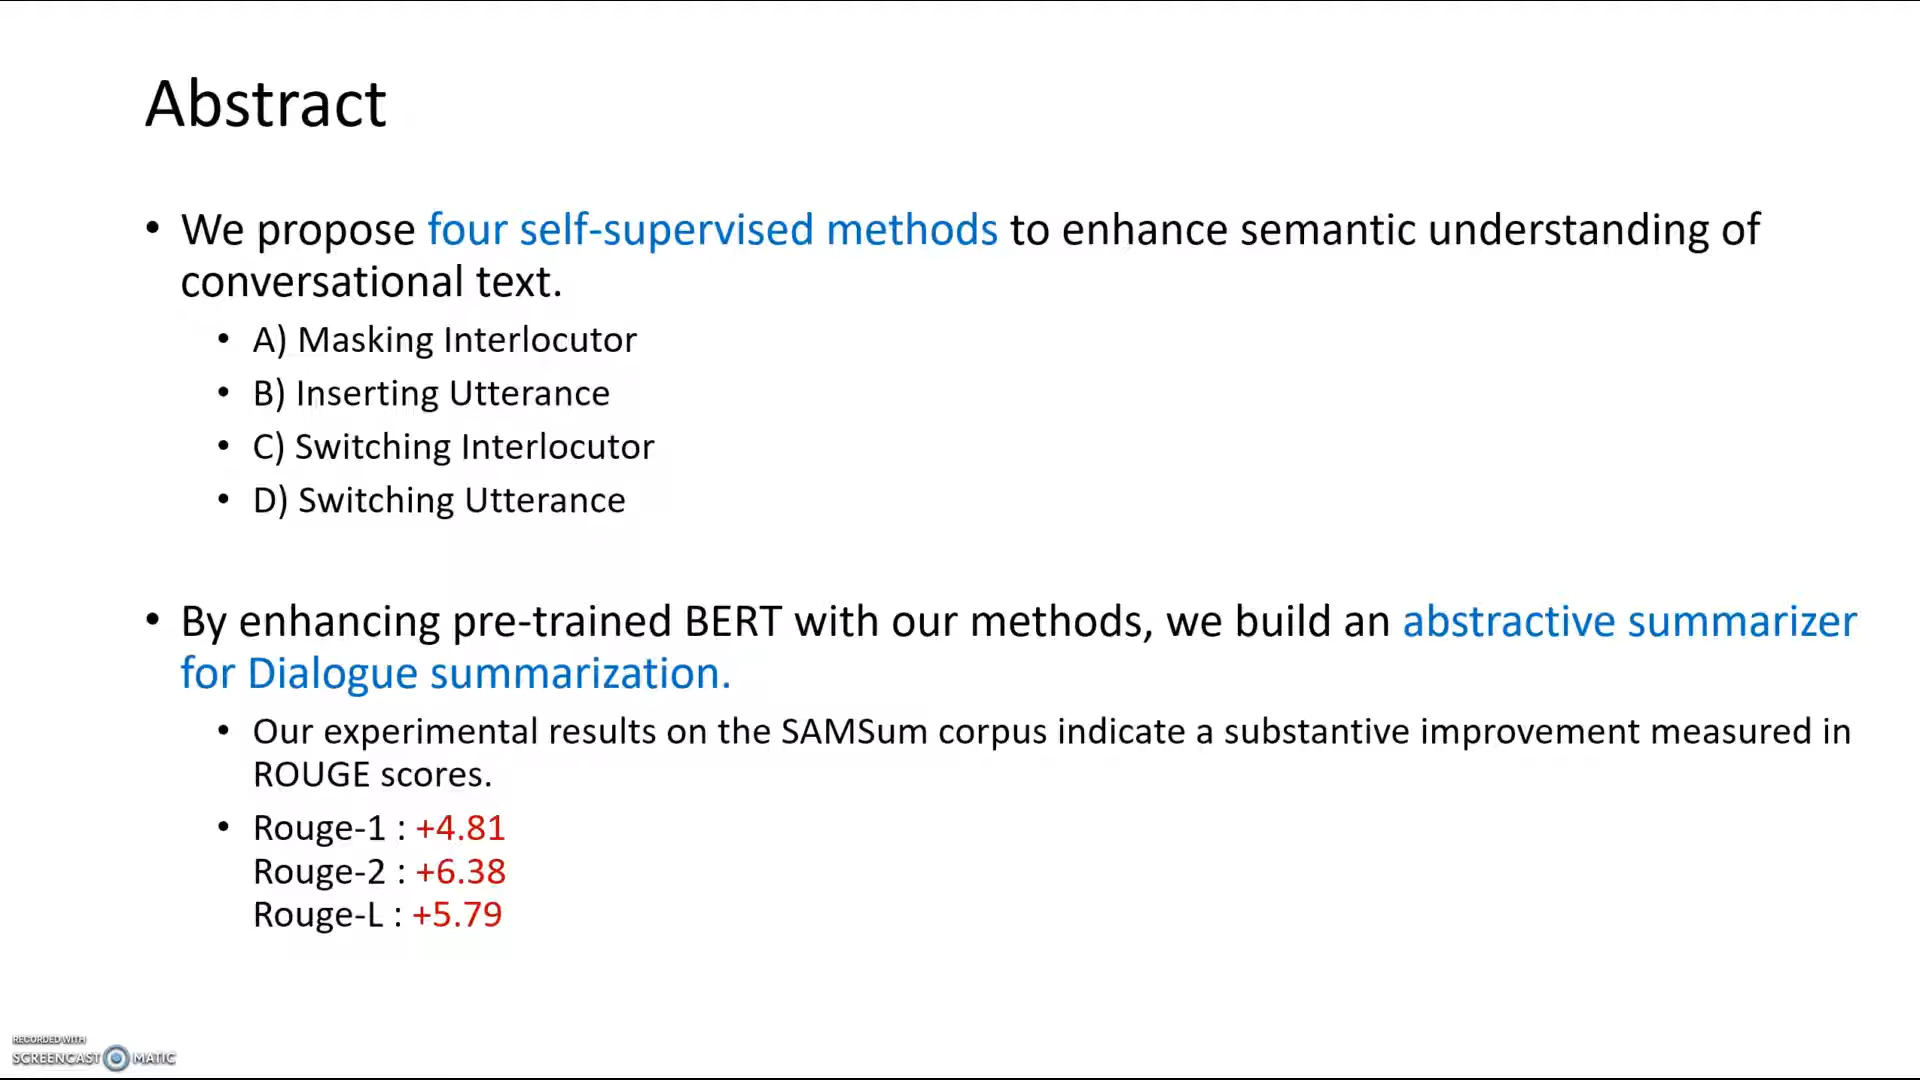 Abstract
• We propose four self-supervised methods to enhance semantic understanding of
conversational text.
• A) Masking Interlocutor
• B) Inserting Utterance
• C) Switching Interlocutor
• D) Switching Utterance
• By enhancing pre-trained BERT with our methods, we build an abstractive summarizer
for Dialogue summarization.
• Our experimental results on the SAMSum corpus indicate a substantive improvement measured in
ROUGE scores.
• Rouge-1 : +4.81
Rouge-2 : +6.38
Rouge-L : +5.79
RECORDED WITH
SCREENCAST MATIC